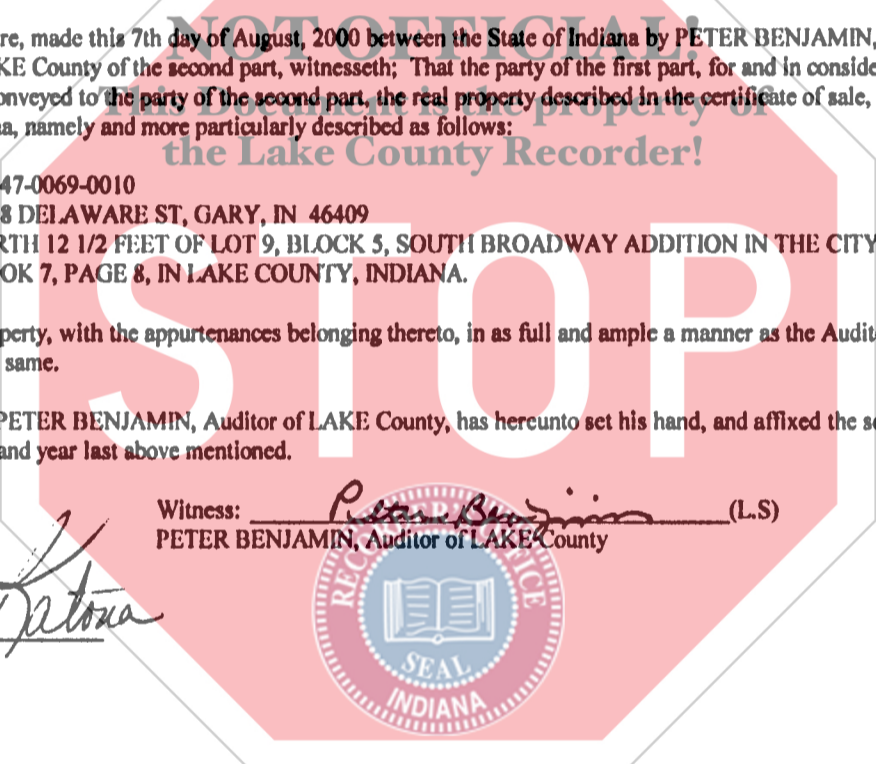 NOT OFFICIAL!
re, made this 7th day of August, 2000 between the State of Indiana by PETER BENJAMIN,
KE County of the second part, witnesseth; That the party of the first part, for and in conside
onveyed to the party of the second part, the real property described in the certificate of sale,
This Document is the property of
a, namely and more particularly described as follows:
the Lake County Recorder!
47-0069-0010
8 DELAWARE ST, GARY, IN 46409
RTH 12 1/2 FEET OF LOT 9, BLOCK 5, SOUTH BROADWAY ADDITION IN THE CITY
OK 7, PAGE 8, IN LAKE COUNTY, INDIANA.
STOP
perty, with the appurtenances belonging thereto, in as full and ample a manner as the Audit
same.
PETER BENJAMIN, Auditor of LAKE County, has hereunto set his hand, and affixed the se
and year last above mentioned.
Witness: Peter Benjamin (L.S)
PETER BENJAMIN, Auditor of LAKE County
Katona
RECORDER'S OFFICE
SEAL
INDIANA